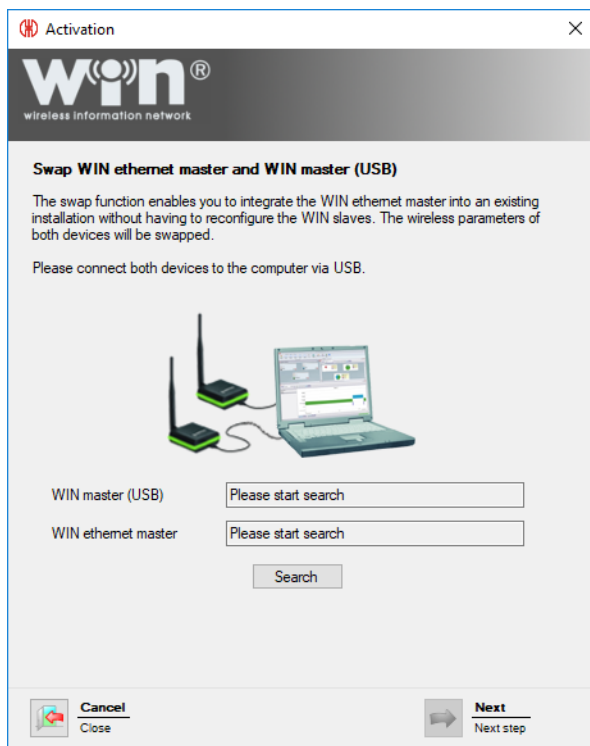 Activation
WIN®
wireless information network
Swap WIN ethernet master and WIN master (USB)
The swap function enables you to integrate the WIN ethernet master into an existing
installation without having to reconfigure the WIN slaves. The wireless parameters of
both devices will be swapped.
Please connect both devices to the computer via USB.
WIN master (USB)
Please start search
WIN ethernet master
Please start search
Search
Cancel
Close
Next
Next step